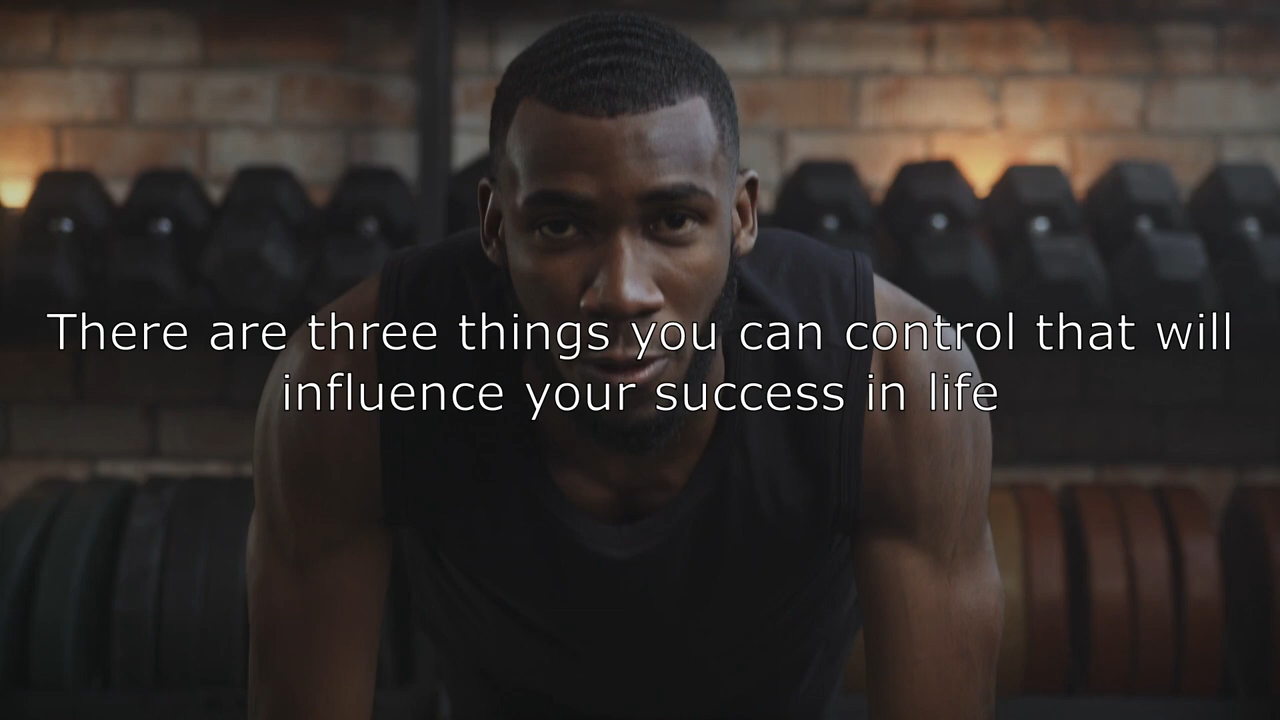 There are three things you can control that will
influence your success in life